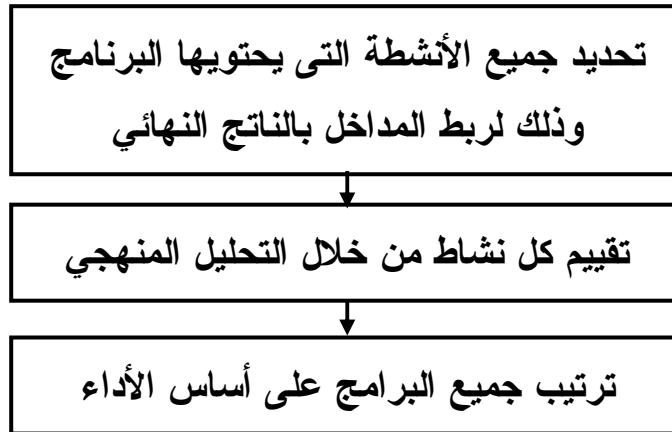 تحديد جميع الأنشطة التى يحتويها البرنامج
وذلك لربط المداخل بالناتج النهائي
تقييم كل نشاط من خلال التحليل المنهجي
ترتيب جميع البرامج على أساس الأداء